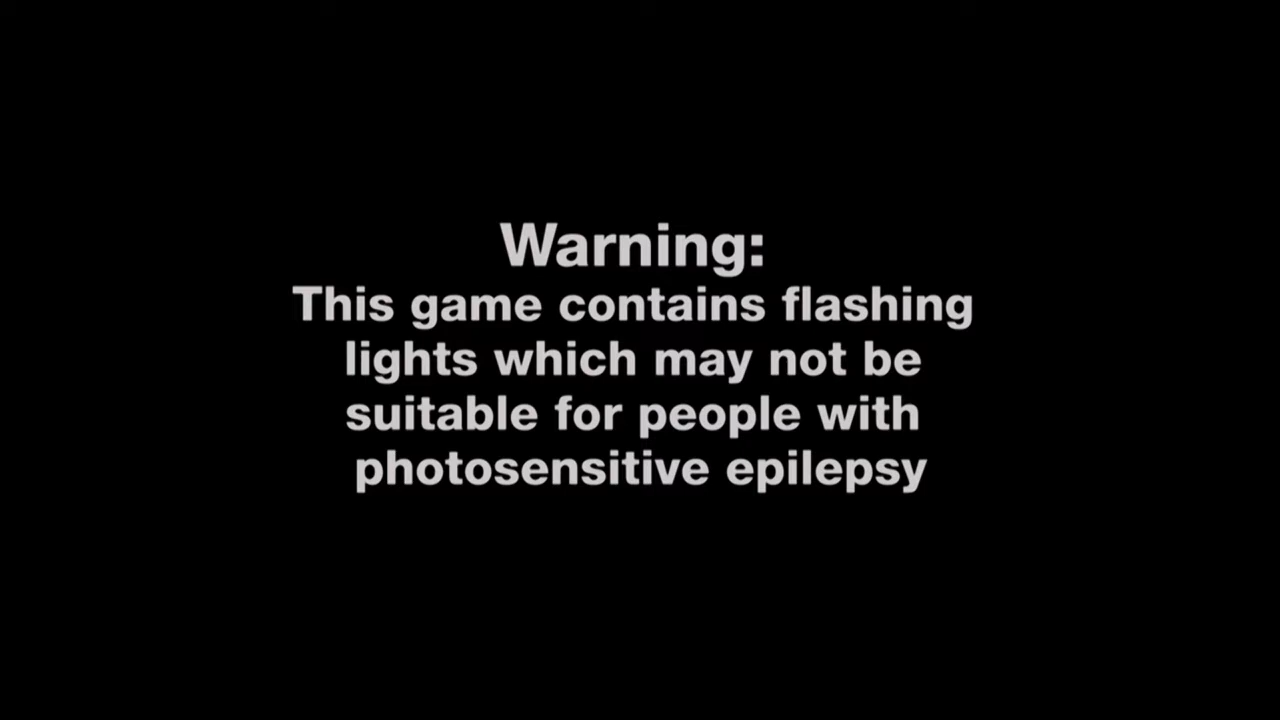 Warning:
This game contains flashing
lights which may not be
suitable for people with
photosensitive epilepsy